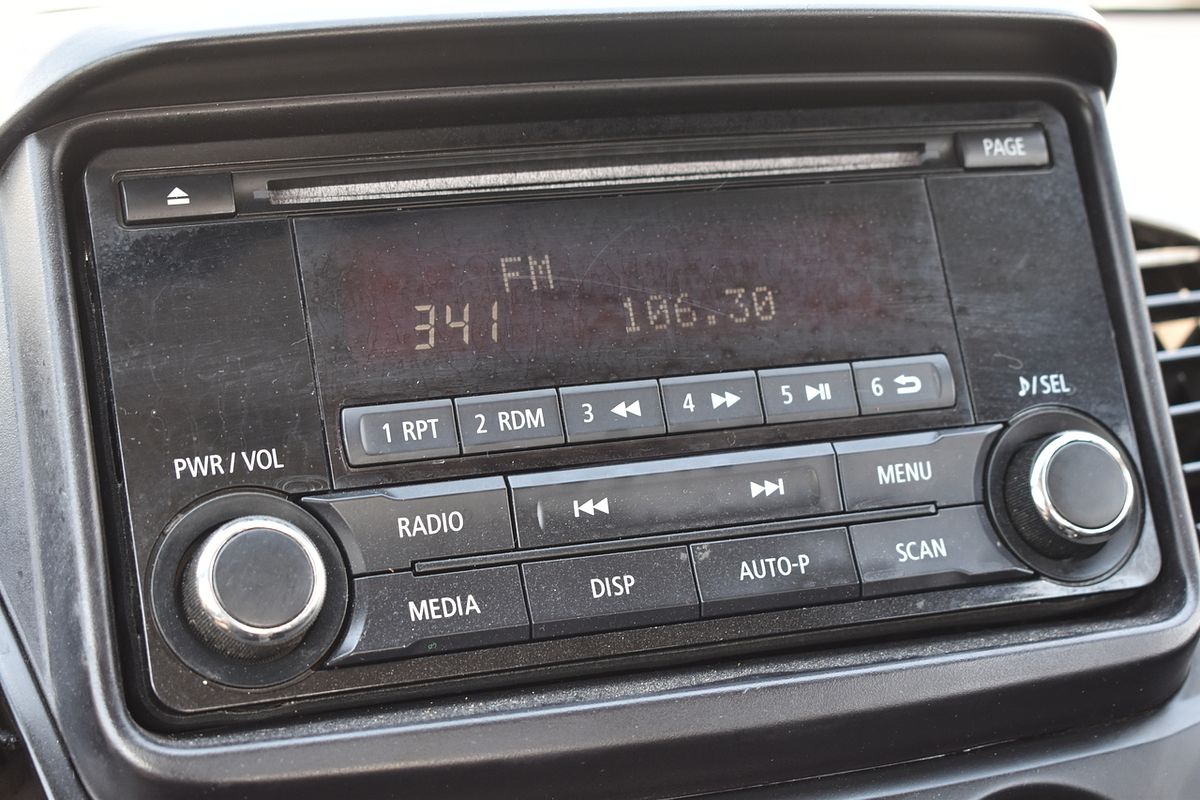 PAGE
FM
341 106.30
1 RPT 2 RDM 3 4 5 6
PWR / VOL
/SEL
RADIO
MENU
MEDIA DISP AUTO-P SCAN